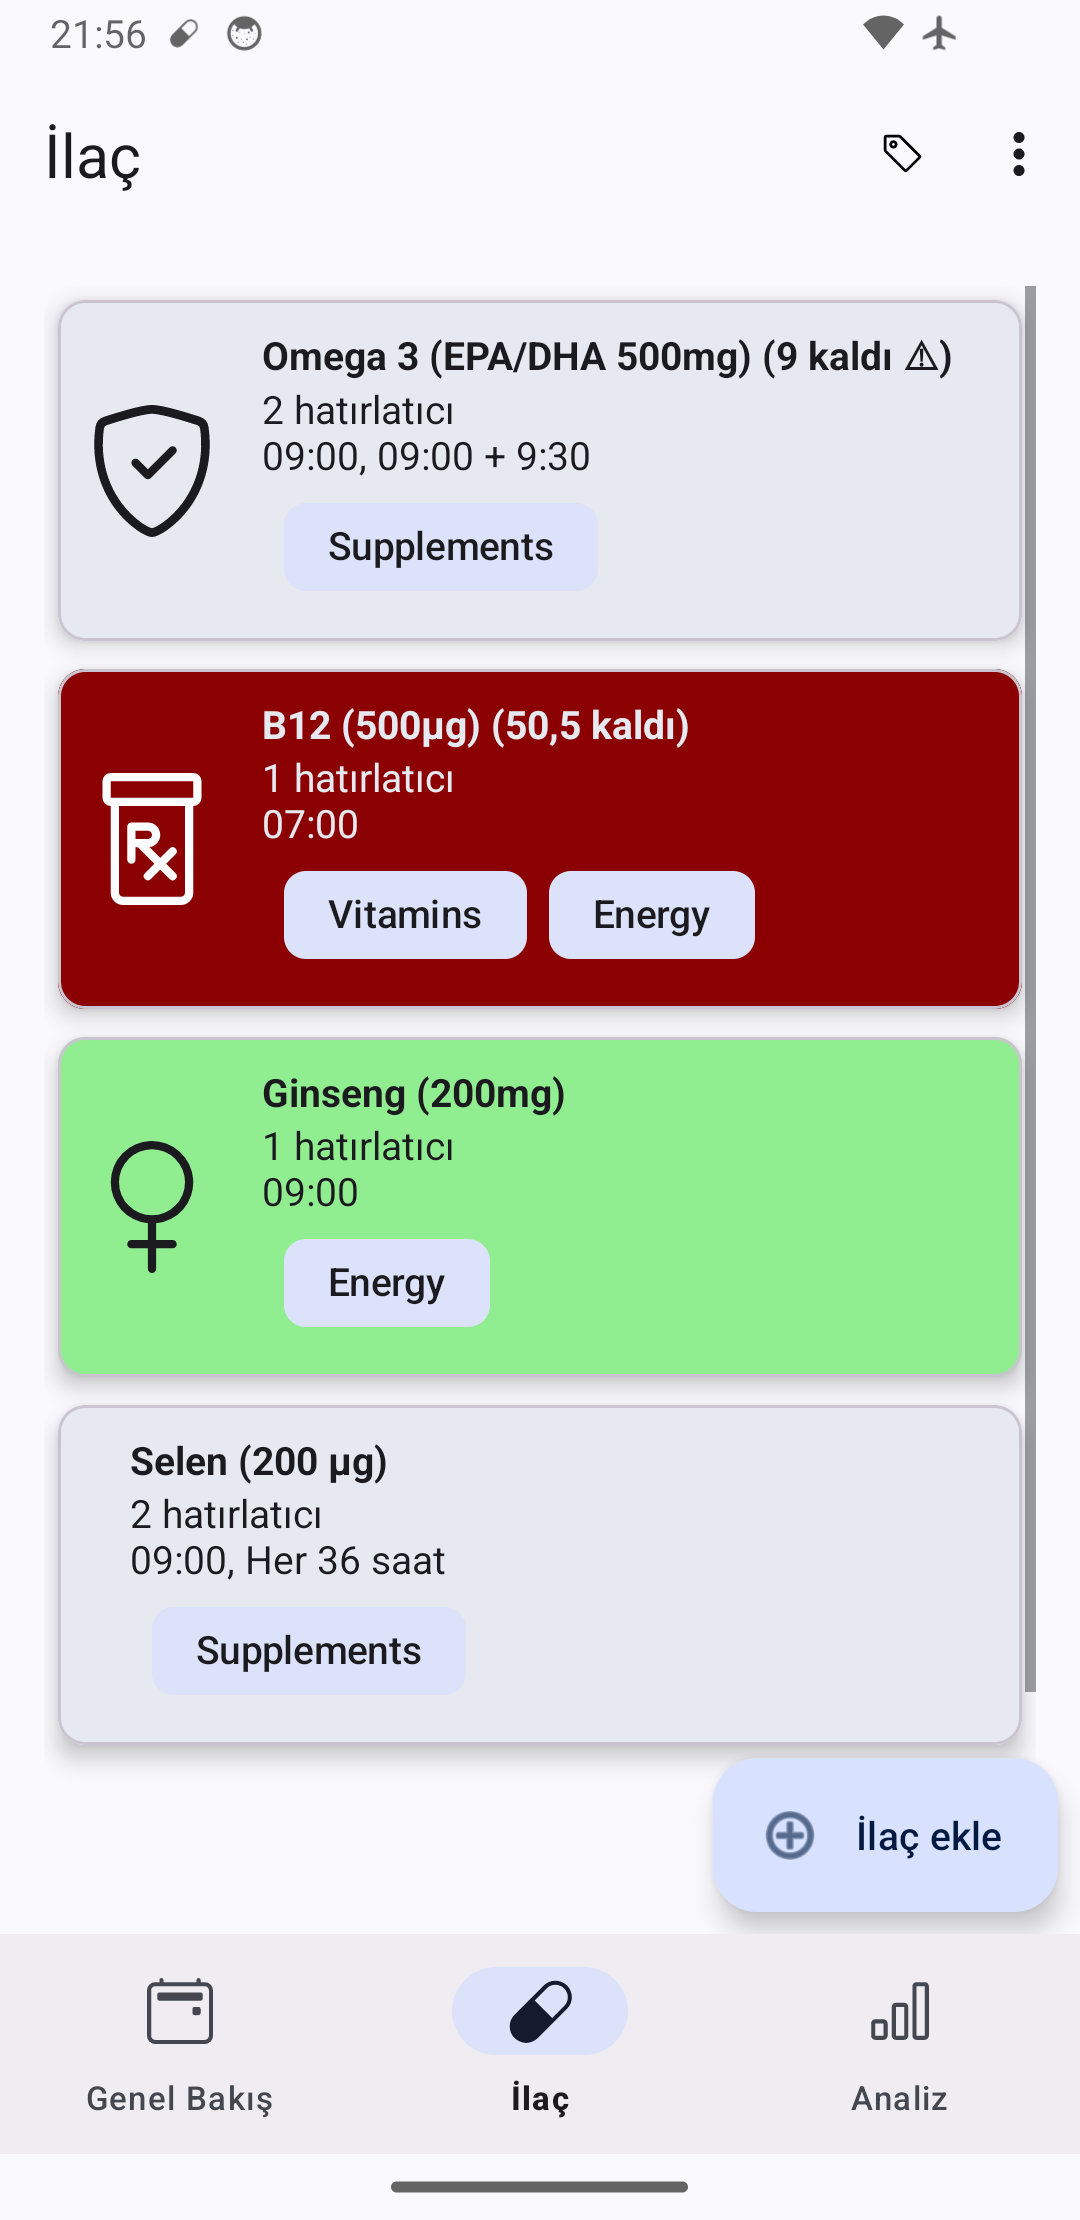 21:56
İlaç
Omega 3 (EPA/DHA 500mg) (9 kaldı ⚠)
2 hatırlatıcı
09:00, 09:00 + 9:30
Supplements
B12 (500µg) (50,5 kaldı)
1 hatırlatıcı
07:00
Rx
Vitamins Energy
Ginseng (200mg)
1 hatırlatıcı
09:00
Energy
Selen (200 µg)
2 hatırlatıcı
09:00, Her 36 saat
Supplements
İlaç ekle
Genel Bakış İlaç Analiz